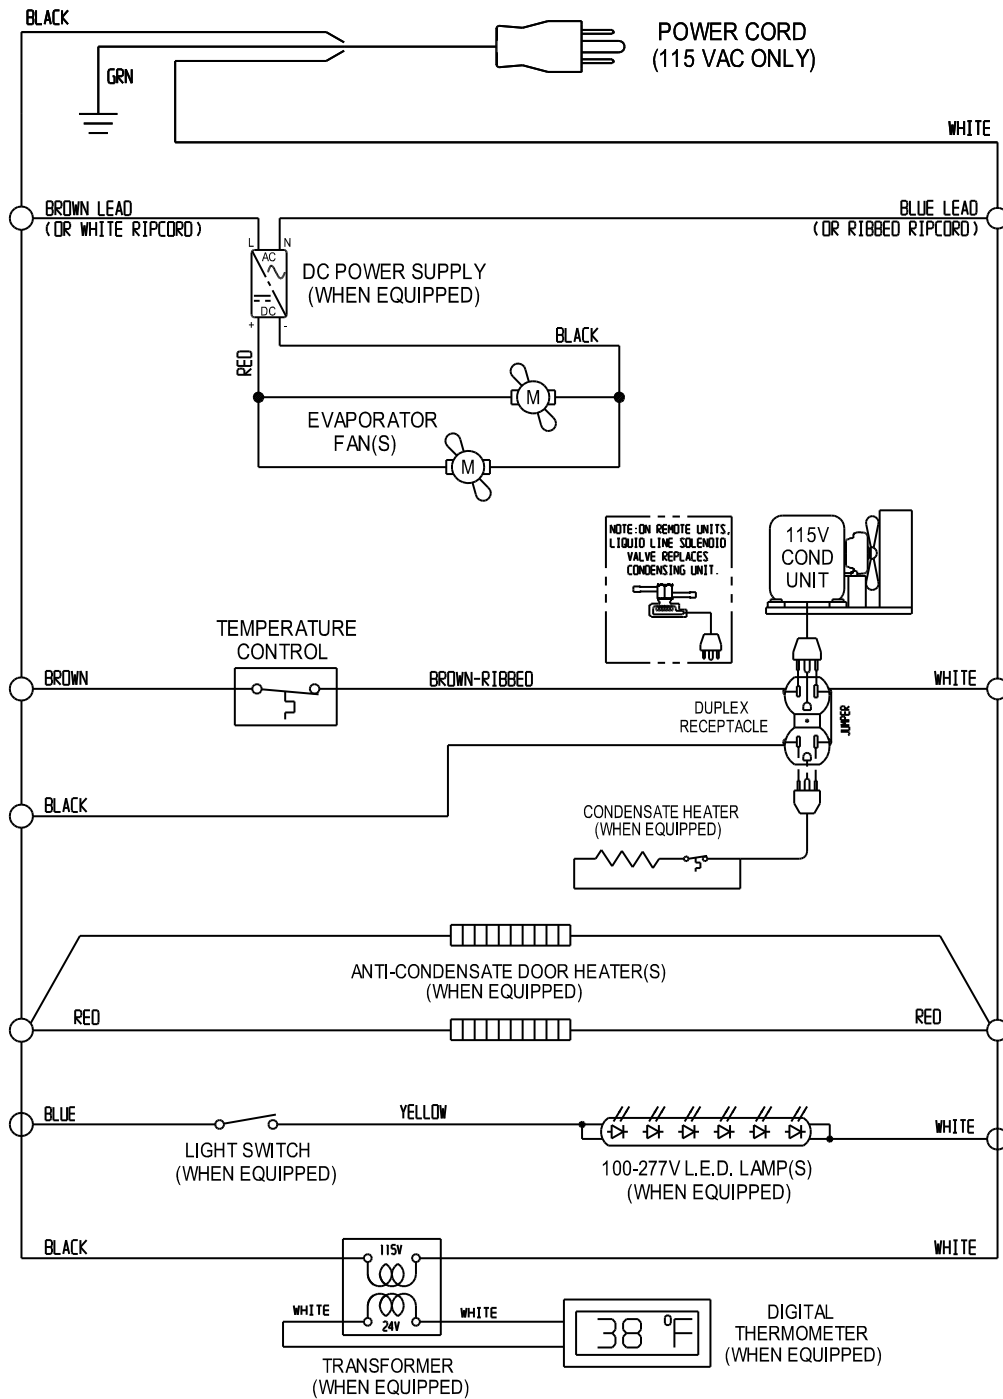 BLACK
POWER CORD
(115 VAC ONLY)
GRN
WHITE
BROWN LEAD
(OR WHITE RIPCORD)
BLUE LEAD
(OR RIBBED RIPCORD)
L
N
AC
DC
+
-
DC POWER SUPPLY
(WHEN EQUIPPED)
RED
BLACK
M
EVAPORATOR
FAN(S)
M
NOTE:ON REMOTE UNITS,
LIQUID LINE SOLENOID
VALVE REPLACES
CONDENSING UNIT.
115V
COND
UNIT
TEMPERATURE
CONTROL
BROWN
BROWN-RIBBED
WHITE
DUPLEX
RECEPTACLE
JUMPER
BLACK
CONDENSATE HEATER
(WHEN EQUIPPED)
ANTI-CONDENSATE DOOR HEATER(S)
(WHEN EQUIPPED)
RED
RED
BLUE
YELLOW
WHITE
LIGHT SWITCH
(WHEN EQUIPPED)
100-277V L.E.D. LAMP(S)
(WHEN EQUIPPED)
BLACK
115V
WHITE
24V
WHITE
WHITE
38 °F
DIGITAL
THERMOMETER
(WHEN EQUIPPED)
TRANSFORMER
(WHEN EQUIPPED)